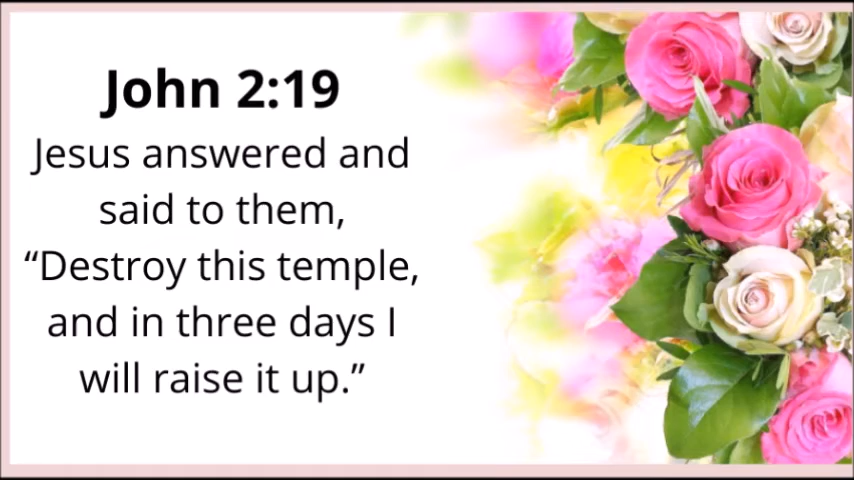 John 2:19
Jesus answered and
said to them,
“Destroy this temple,
and in three days I
will raise it up.”